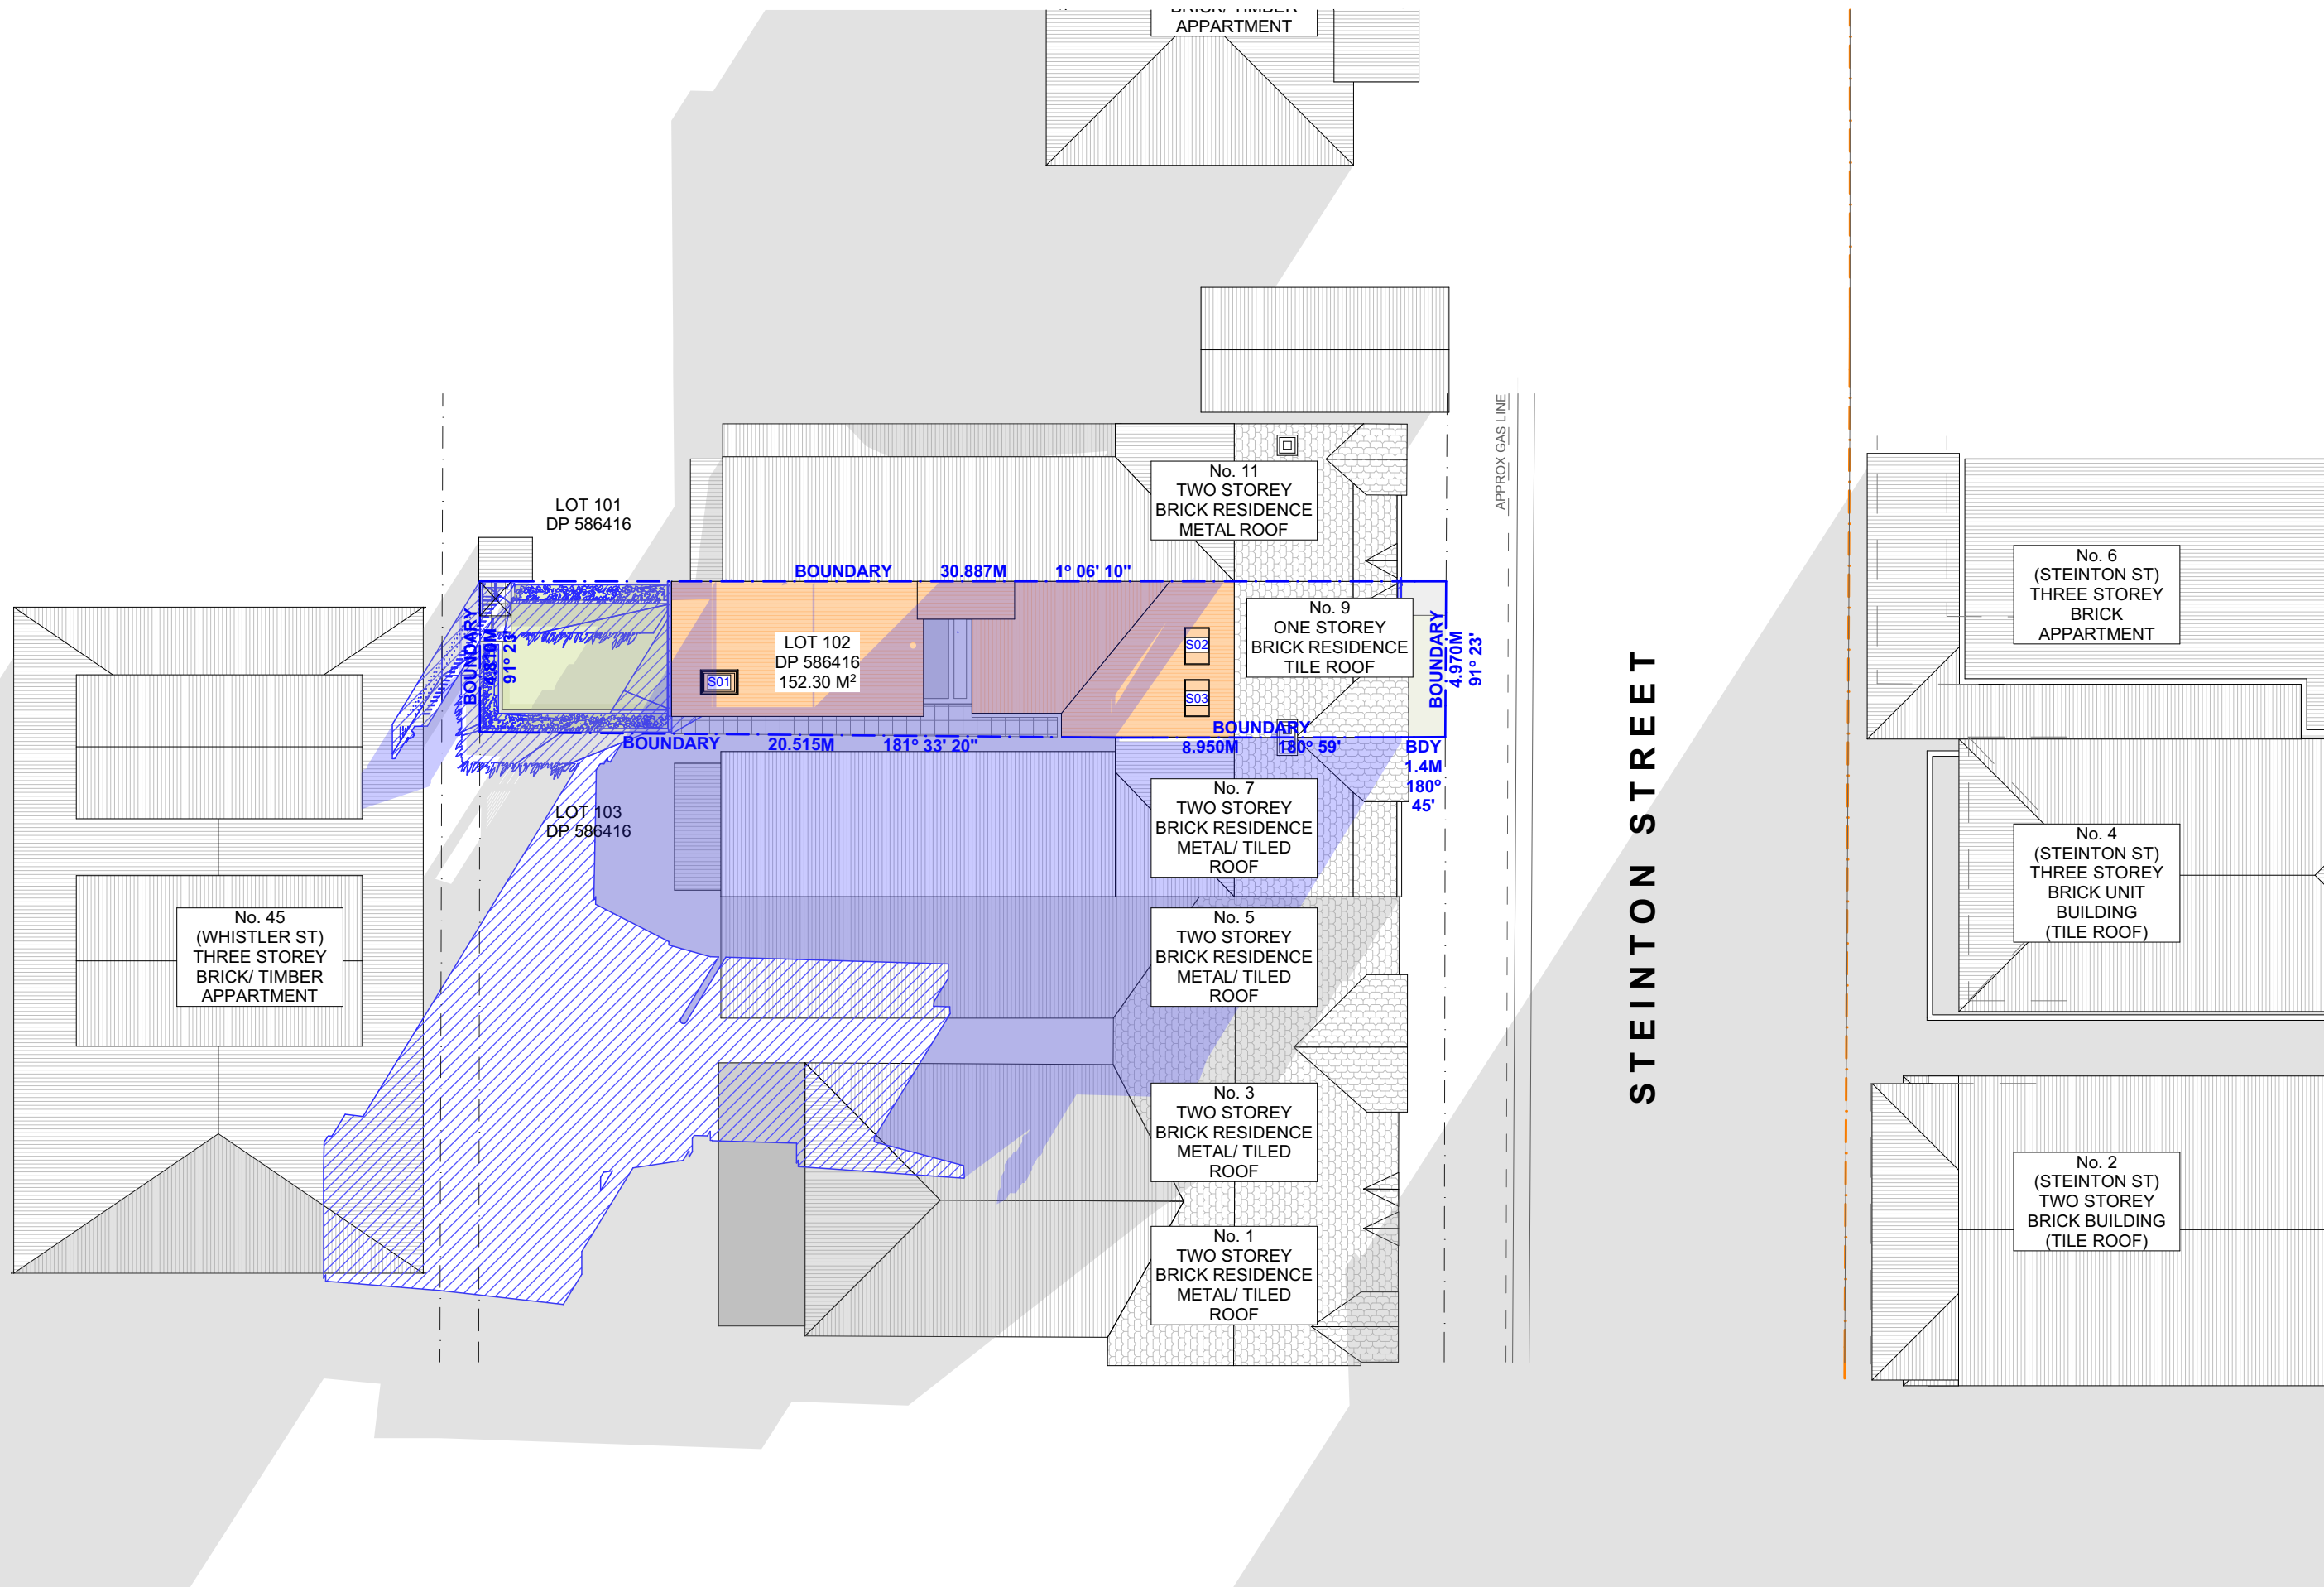 APPARTMENT
APPROX GAS LINE
No. 11
TWO STOREY
BRICK RESIDENCE
METAL ROOF
LOT 101
DP 586416
BOUNDARY 30.887M 1º 06' 10"
No. 9
ONE STOREY
BRICK RESIDENCE
TILE ROOF
LOT 102
DP 586416
152.30 M²
S01
S02
S03
BOUNDARY
91º 23'
BOUNDARY
4.970M
91º 23'
BOUNDARY 20.515M 181º 33' 20"
BOUNDARY
8.950M 180º 59'
BDY
1.4M
180º
45'
LOT 103
DP 586416
No. 7
TWO STOREY
BRICK RESIDENCE
METAL/ TILED
ROOF
No. 5
TWO STOREY
BRICK RESIDENCE
METAL/ TILED
ROOF
No. 3
TWO STOREY
BRICK RESIDENCE
METAL/ TILED
ROOF
No. 1
TWO STOREY
BRICK RESIDENCE
METAL/ TILED
ROOF
No. 45
(WHISTLER ST)
THREE STOREY
BRICK/ TIMBER
APPARTMENT
STEINTON STREET
No. 6
(STEINTON ST)
THREE STOREY
BRICK
APPARTMENT
No. 4
(STEINTON ST)
THREE STOREY
BRICK UNIT
BUILDING
(TILE ROOF)
No. 2
(STEINTON ST)
TWO STOREY
BRICK BUILDING
(TILE ROOF)